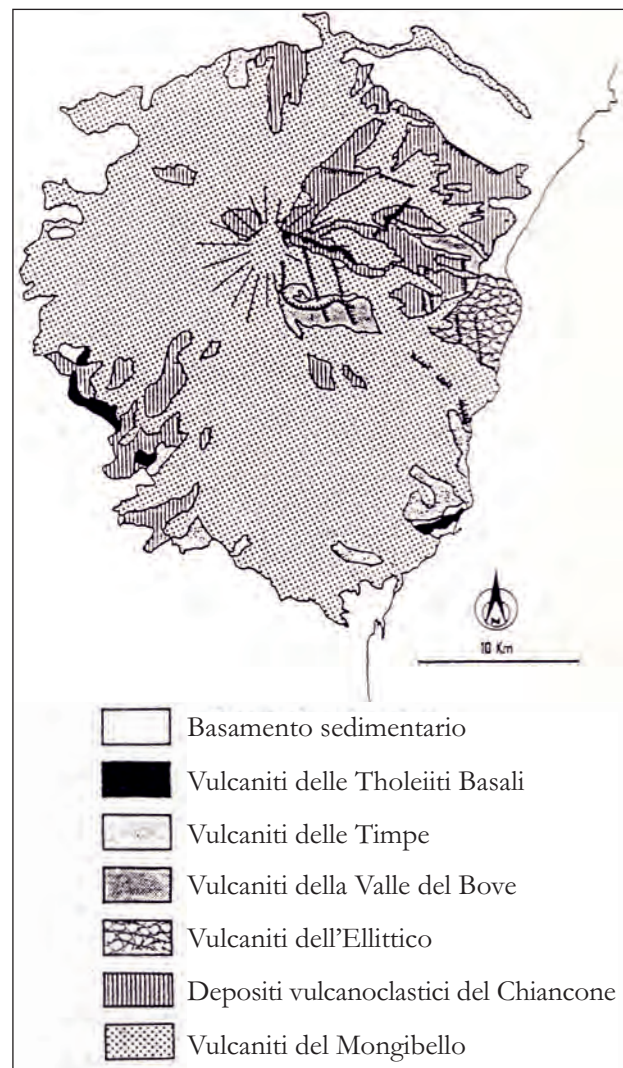 N
10 Km
Basamento sedimentario
Vulcaniti delle Tholeiiti Basali
Vulcaniti delle Timpe
Vulcaniti della Valle del Bove
Vulcaniti dell'Ellittico
Depositi vulcanoclastici del Chiancone
Vulcaniti del Mongibello